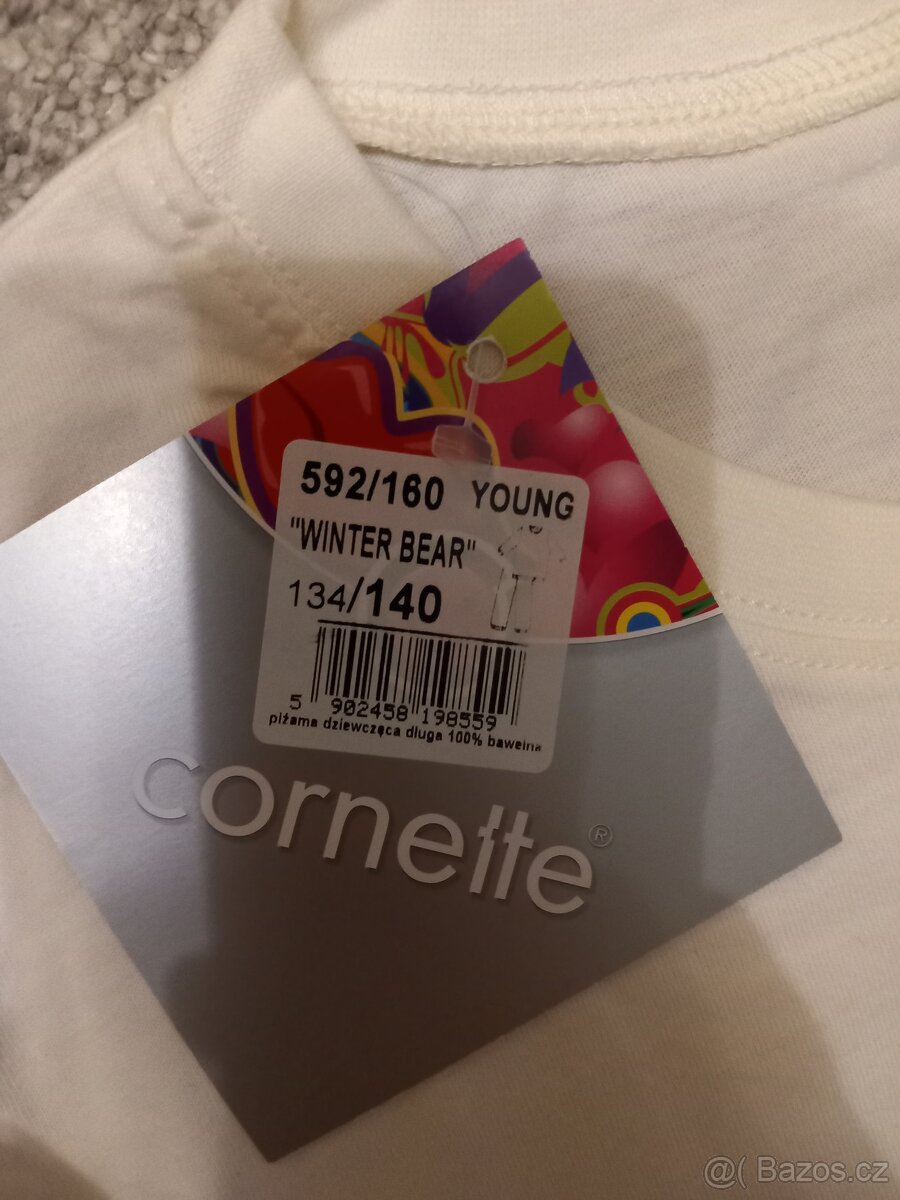 592/160 YOUNG
"WINTER BEAR"
134/140
5 902458 198559
piżama dziewczęca długa 100% bawełna
cornette®
@( Bazos.cz